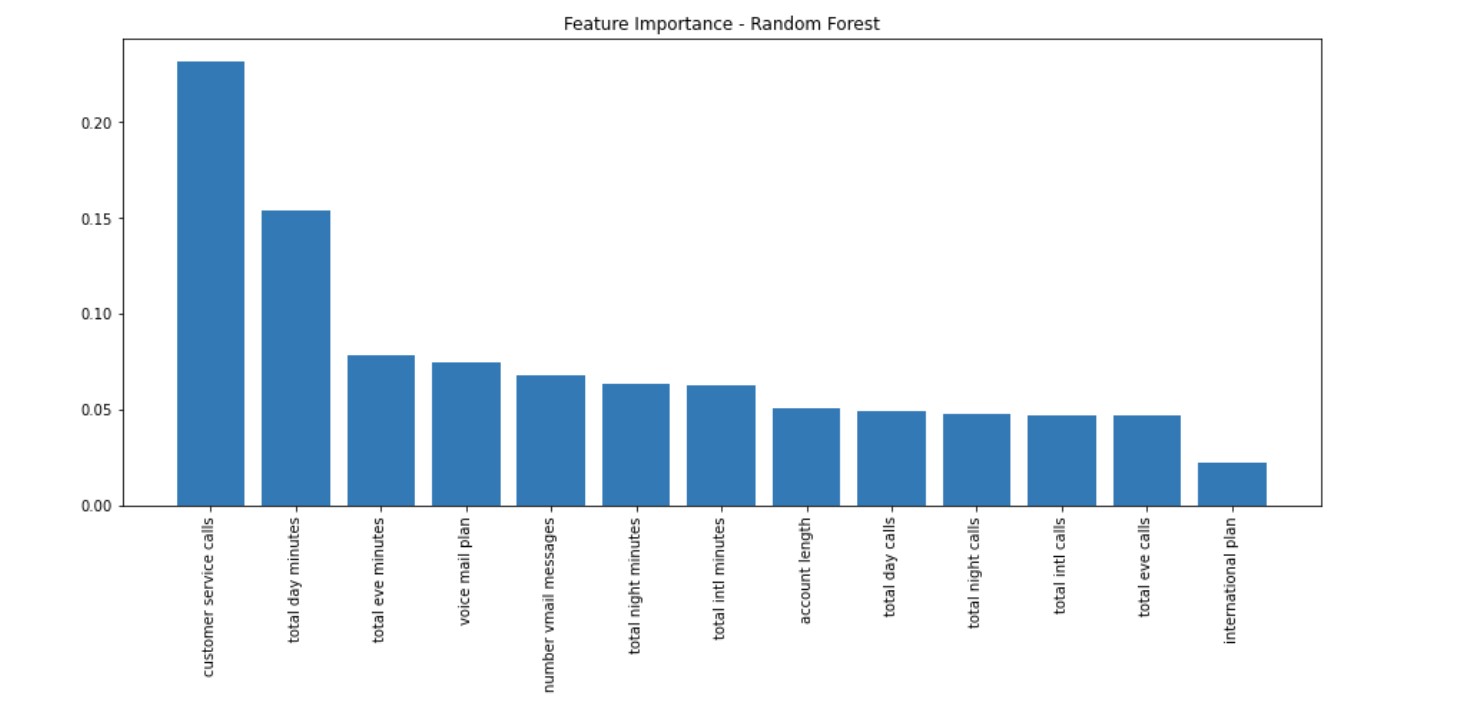 Feature Importance - Random Forest
0.20
0.15
0.10
0.05
0.00
customer service calls
total day minutes
total eve minutes
voice mail plan
number vmail messages
total night minutes
total intl minutes
account length
total day calls
total night calls
total intl calls
total eve calls
international plan